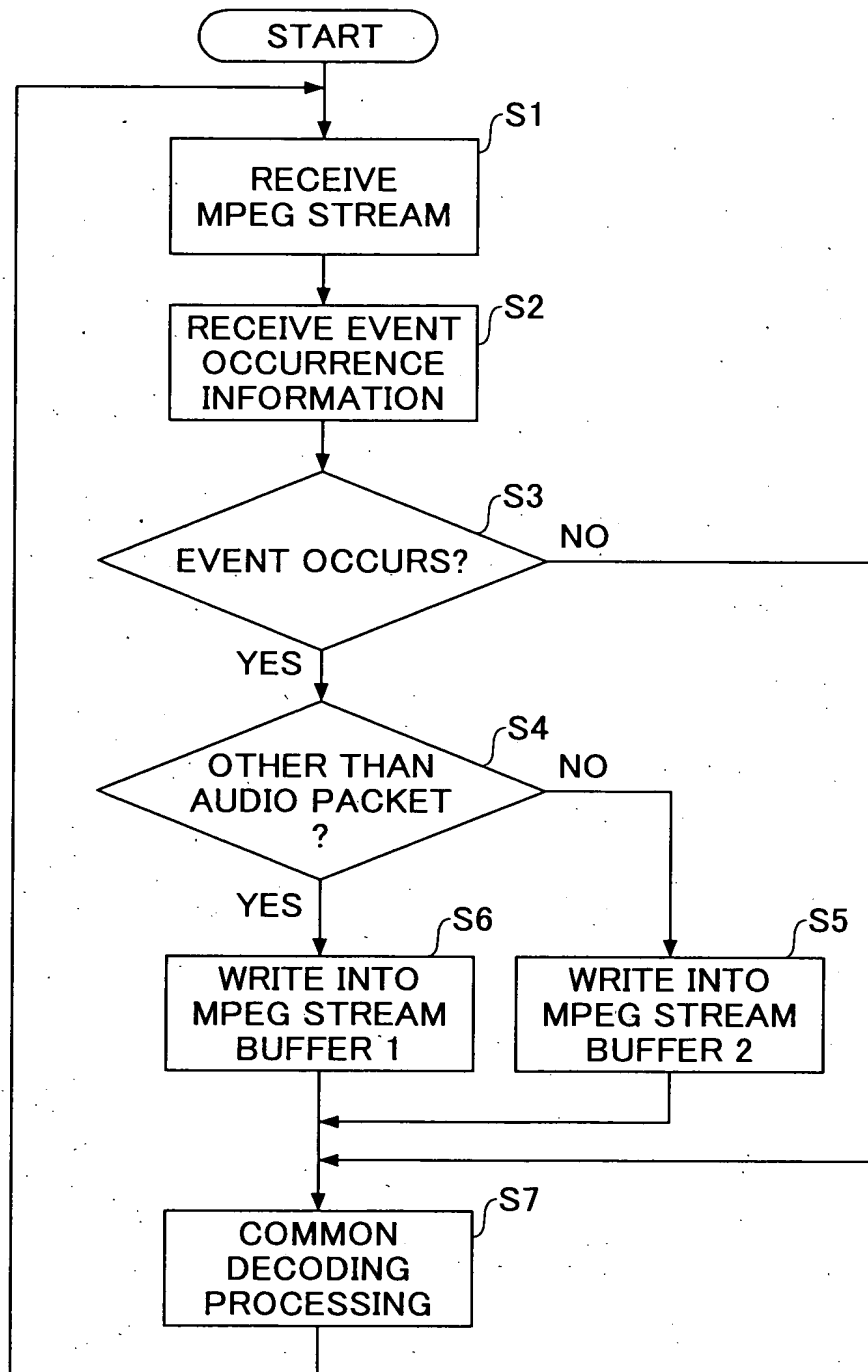 START
S1
RECEIVE
MPEG STREAM
S2
RECEIVE EVENT
OCCURRENCE
INFORMATION
S3
EVENT OCCURS?
NO
YES
S4
OTHER THAN
AUDIO PACKET
?
NO
YES
S6
WRITE INTO
MPEG STREAM
BUFFER 1
S5
WRITE INTO
MPEG STREAM
BUFFER 2
S7
COMMON
DECODING
PROCESSING